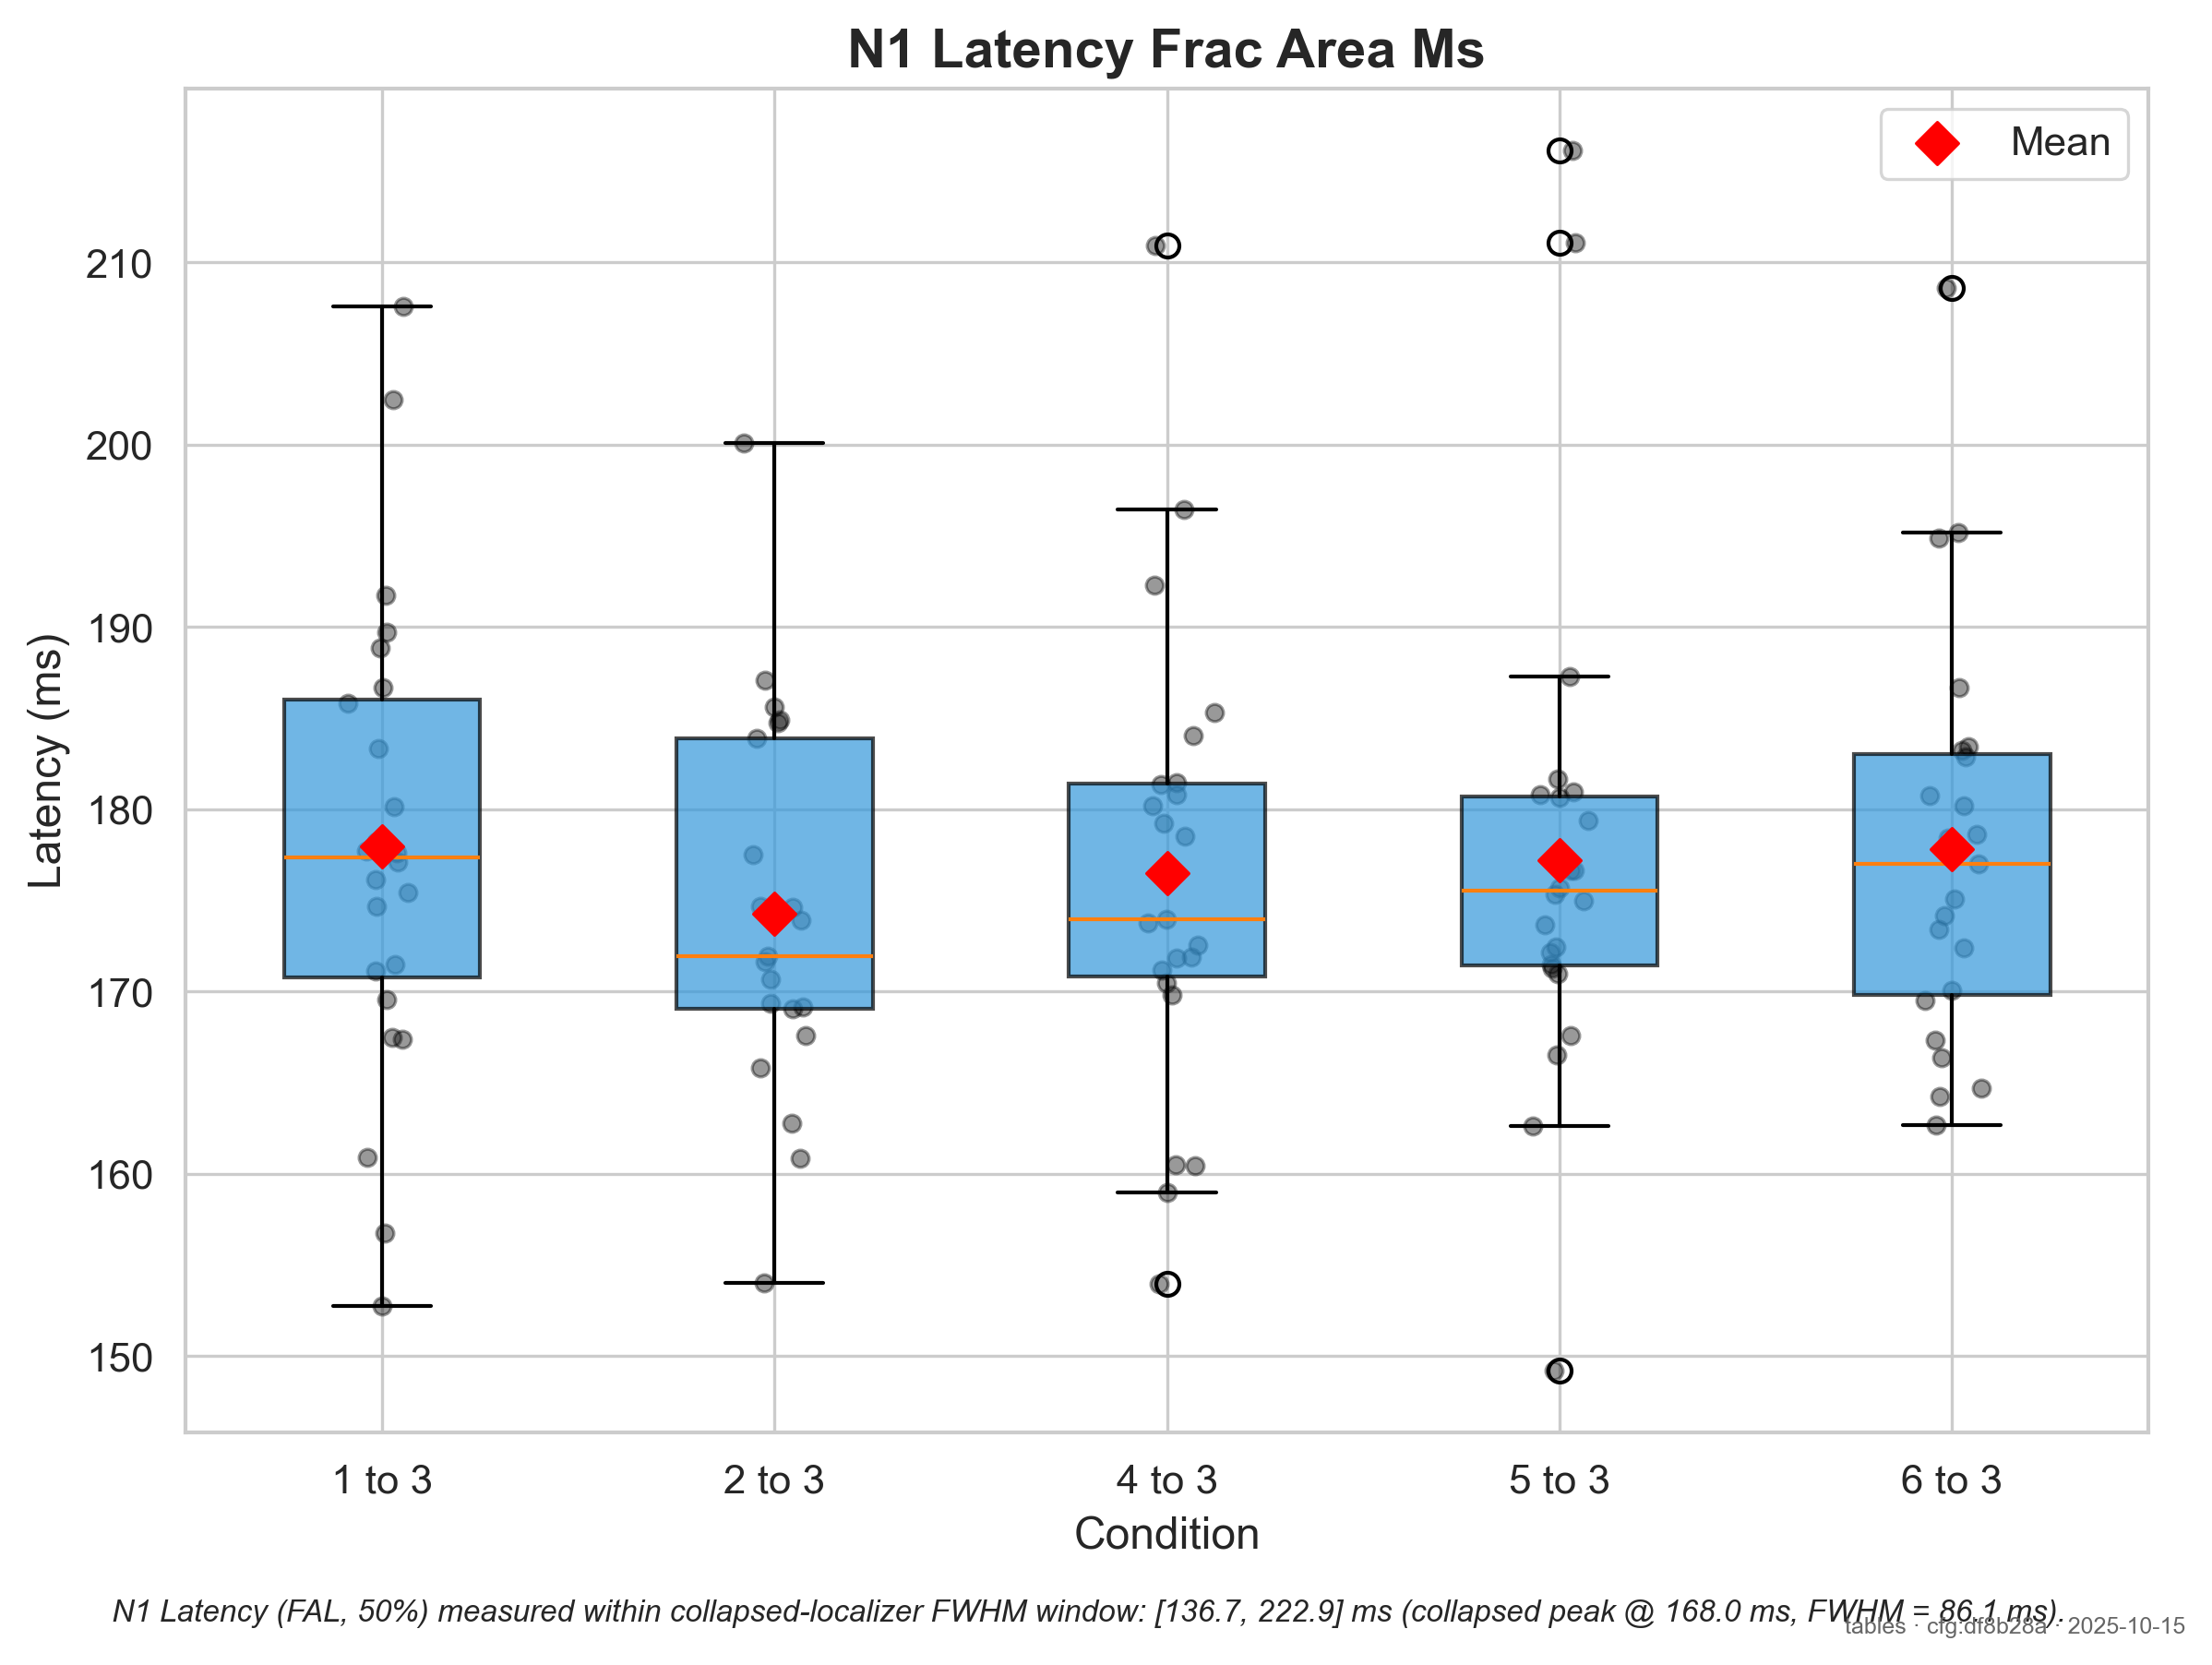 N1 Latency Frac Area Ms
Mean
Latency (ms)
210
200
190
180
170
160
150
1 to 3
2 to 3
4 to 3
5 to 3
6 to 3
Condition
N1 Latency (FAL, 50%) measured within collapsed-localizer FWHM window: [136.7, 222.9] ms (collapsed peak @ 168.0 ms, FWHM = 86.1 ms).
tables · cfg:df8b28a · 2025-10-15